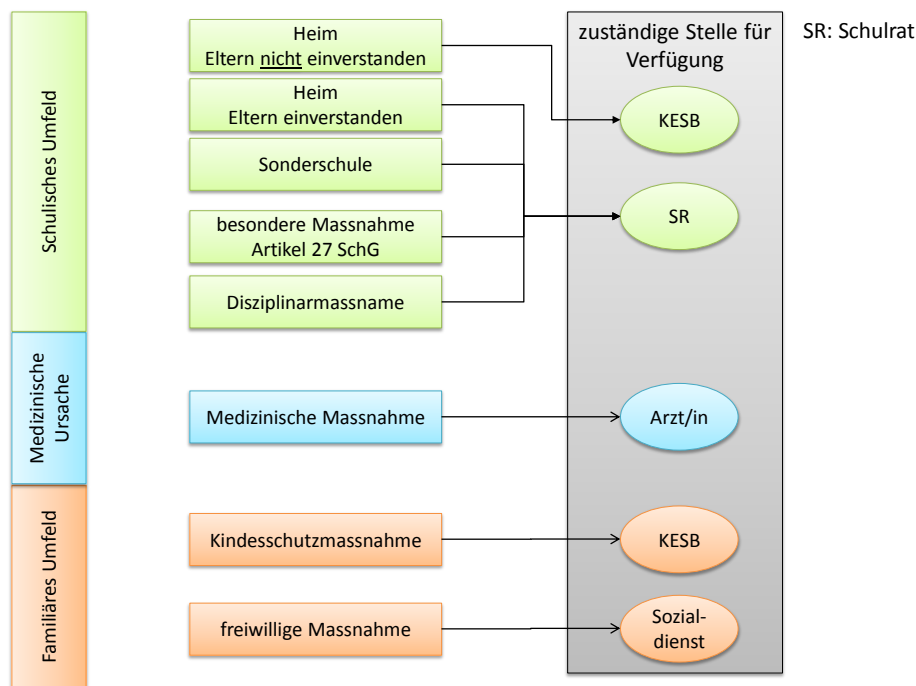 zuständige Stelle für
Verfügung
SR: Schulrat
Schulisches Umfeld
Heim
Eltern nicht einverstanden
KESB
Heim
Eltern einverstanden
Sonderschule
SR
besondere Massnahme
Artikel 27 SchG
Disziplinarmassname
Medizinische
Ursache
Medizinische Massnahme
Arzt/in
Familiäres Umfeld
Kindesschutzmassnahme
KESB
freiwillige Massnahme
Sozial-
dienst